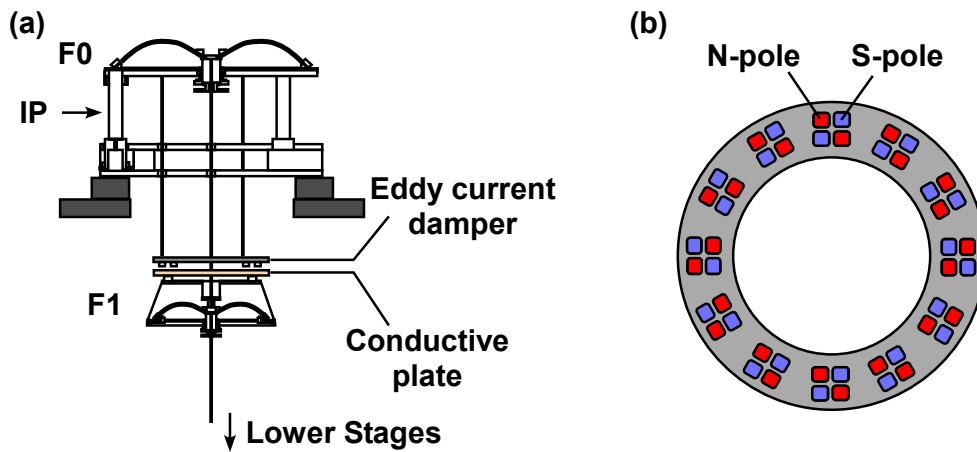 (a)
F0
IP
Eddy current
damper
F1
Conductive
plate
Lower Stages
(b)
N-pole
S-pole